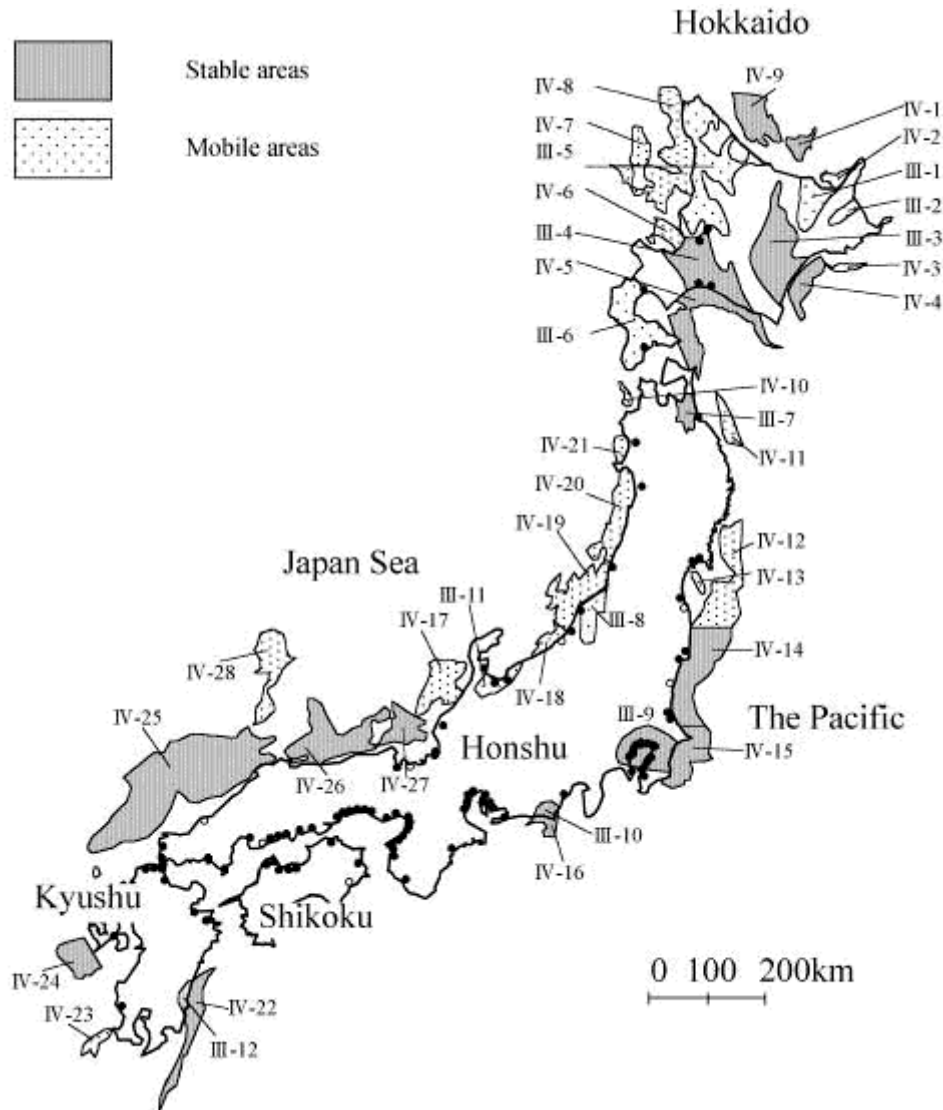 Hokkaido
Stable areas
Mobile areas
IV-8
IV-9
IV-1
IV-7
IV-2
III-5
III-1
IV-6
III-2
III-4
III-3
IV-5
IV-3
IV-4
III-6
IV-10
III-7
IV-21
IV-11
IV-20
IV-19
IV-12
Japan Sea
IV-13
III-11
IV-17
III-8
IV-14
IV-28
IV-18
III-9
The Pacific
IV-25
Honshu
IV-15
IV-26
IV-27
III-10
IV-16
Kyushu
Shikoku
IV-24
0 100 200km
IV-23
IV-22
III-12